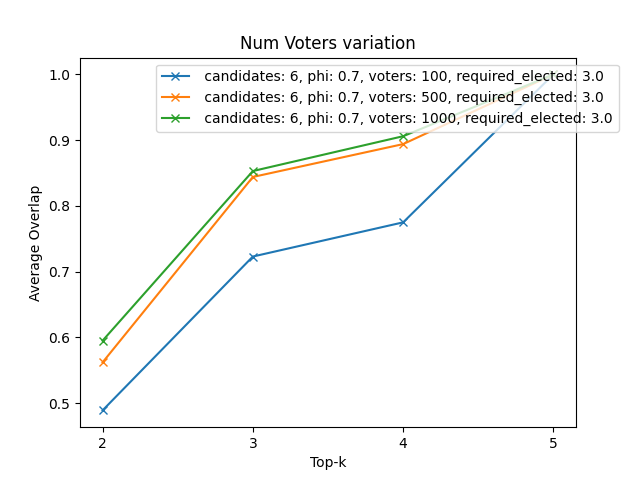 Num Voters variation
candidates: 6, phi: 0.7, voters: 100, required_elected: 3.0
candidates: 6, phi: 0.7, voters: 500, required_elected: 3.0
candidates: 6, phi: 0.7, voters: 1000, required_elected: 3.0
1.0
0.9
0.8
0.7
0.6
0.5
Average Overlap
2 3 4 5
Top-k